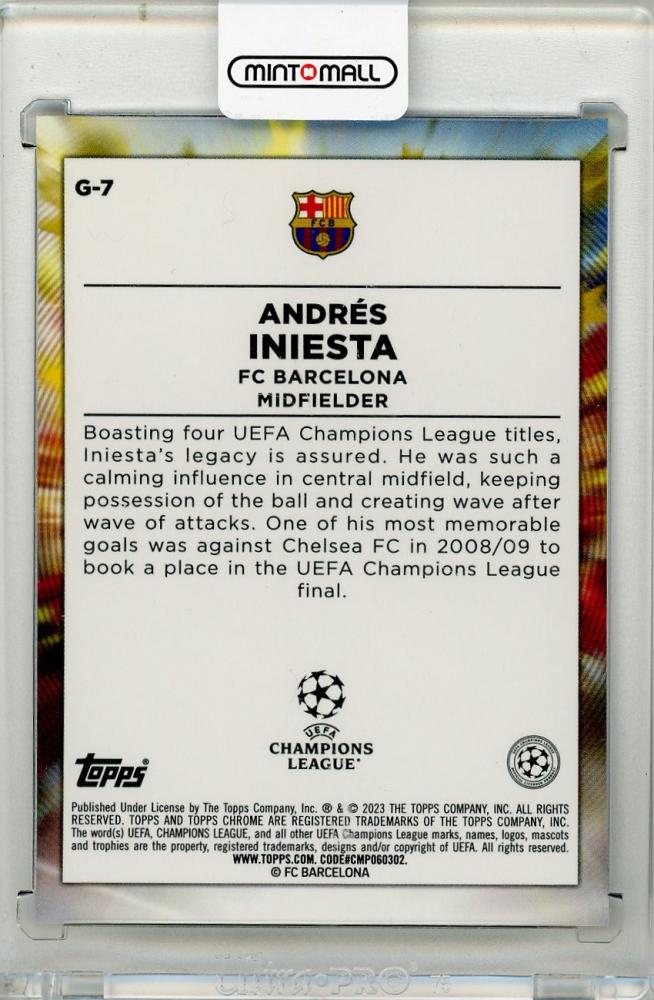 MINTMALL
G-7
FCB
ANDRÉS
INIESTA
FC BARCELONA
MIDFIELDER
Boasting four UEFA Champions League titles,
Iniesta's legacy is assured. He was such a
calming influence in central midfield, keeping
possession of the ball and creating wave after
wave of attacks. One of his most memorable
goals was against Chelsea FC in 2008/09 to
book a place in the UEFA Champions League
final.
UEFA
CHAMPIONS
LEAGUE
topps
Published Under License by The Topps Company, Inc. ® & © 2023 THE TOPPS COMPANY, INC. ALL RIGHTS
RESERVED. TOPPS AND TOPPS CHROME ARE REGISTERED TRADEMARKS OF THE TOPPS COMPANY, INC.
The word(s) UEFA, CHAMPIONS LEAGUE, and all other UEFA Champions League marks, names, logos, mascots
and trophies are the property, registered trademarks, designs and/or copyright of UEFA. All rights reserved.
WWW.TOPPS.COM. CODE#CMP060302.
© FC BARCELONA
Ultra·PRO®